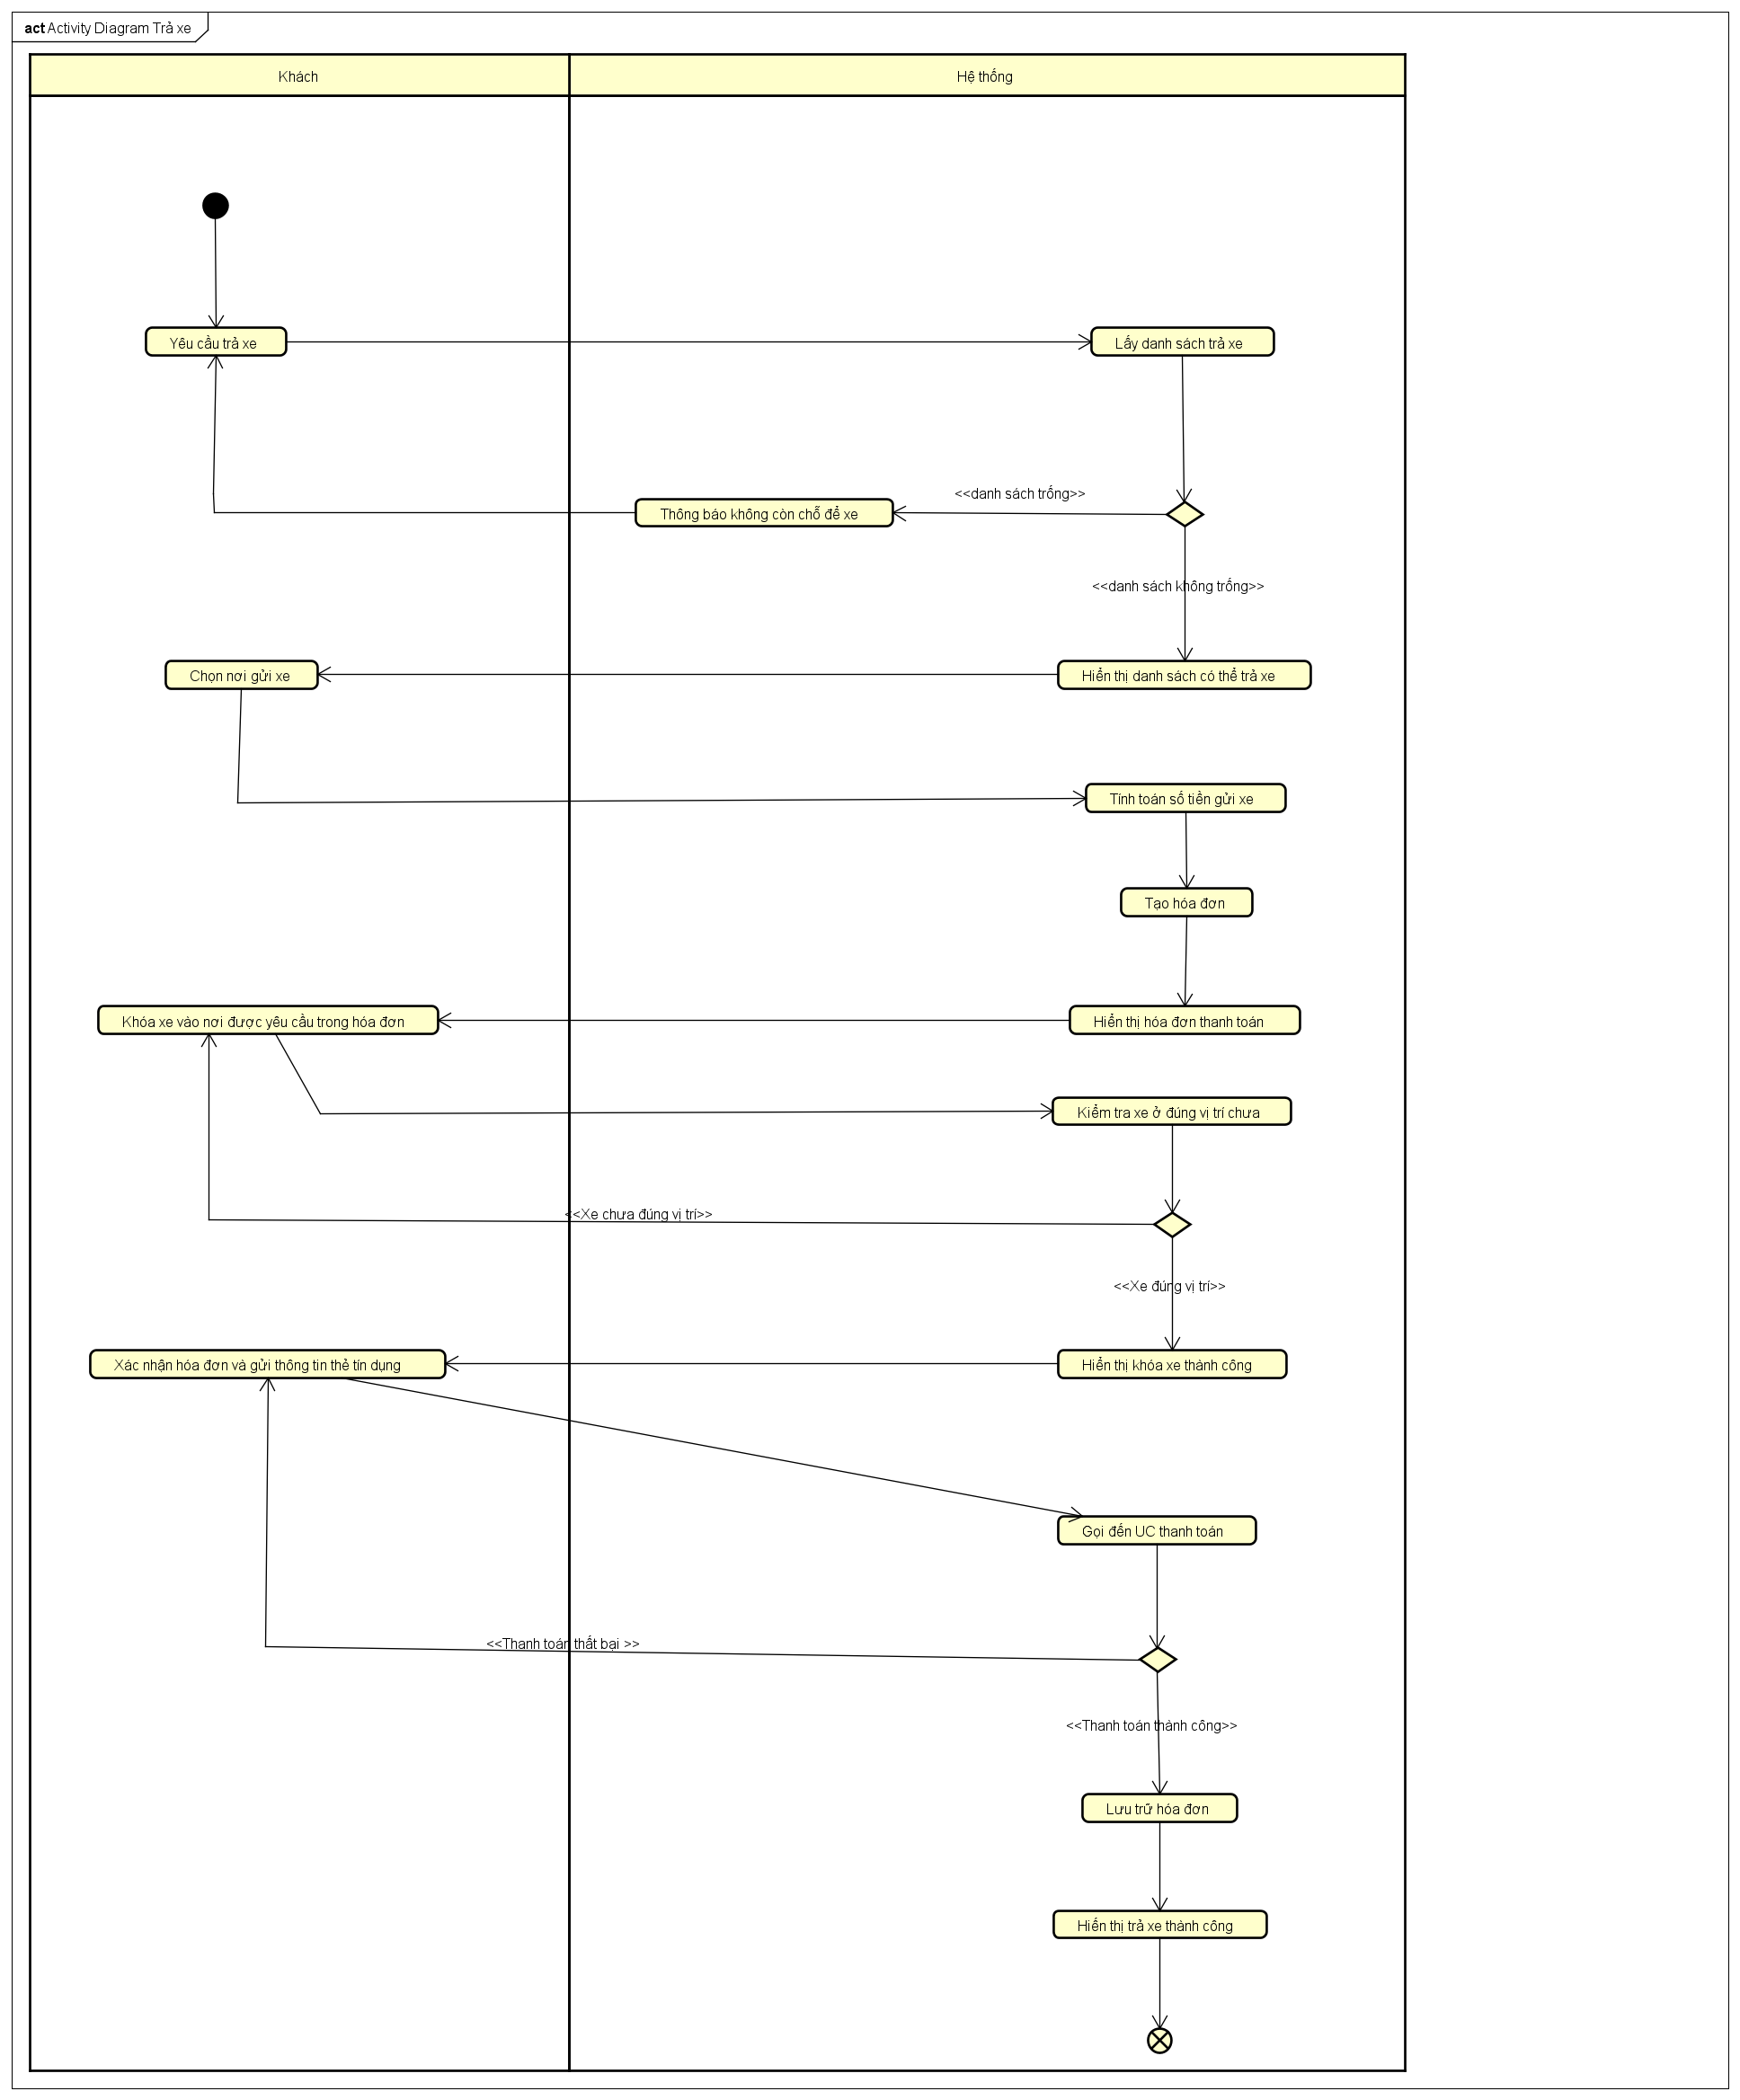 act Activity Diagram Trả xe
Khách
Hệ thống
Yêu cầu trả xe
Lấy danh sách trả xe
<<danh sách trống>>
Thông báo không còn chỗ để xe
<<danh sách không trống>>
Chọn nơi gửi xe
Hiển thị danh sách có thể trả xe
Tính toán số tiền gửi xe
Tạo hóa đơn
Khóa xe vào nơi được yêu cầu trong hóa đơn
Hiển thị hóa đơn thanh toán
Kiểm tra xe ở đúng vị trí chưa
<<Xe chưa đúng vị trí>>
<<Xe đúng vị trí>>
Xác nhận hóa đơn và gửi thông tin thẻ tín dụng
Hiển thị khóa xe thành công
Gọi đến UC thanh toán
<<Thanh toán thất bại >>
<<Thanh toán thành công>>
Lưu trữ hóa đơn
Hiển thị trả xe thành công